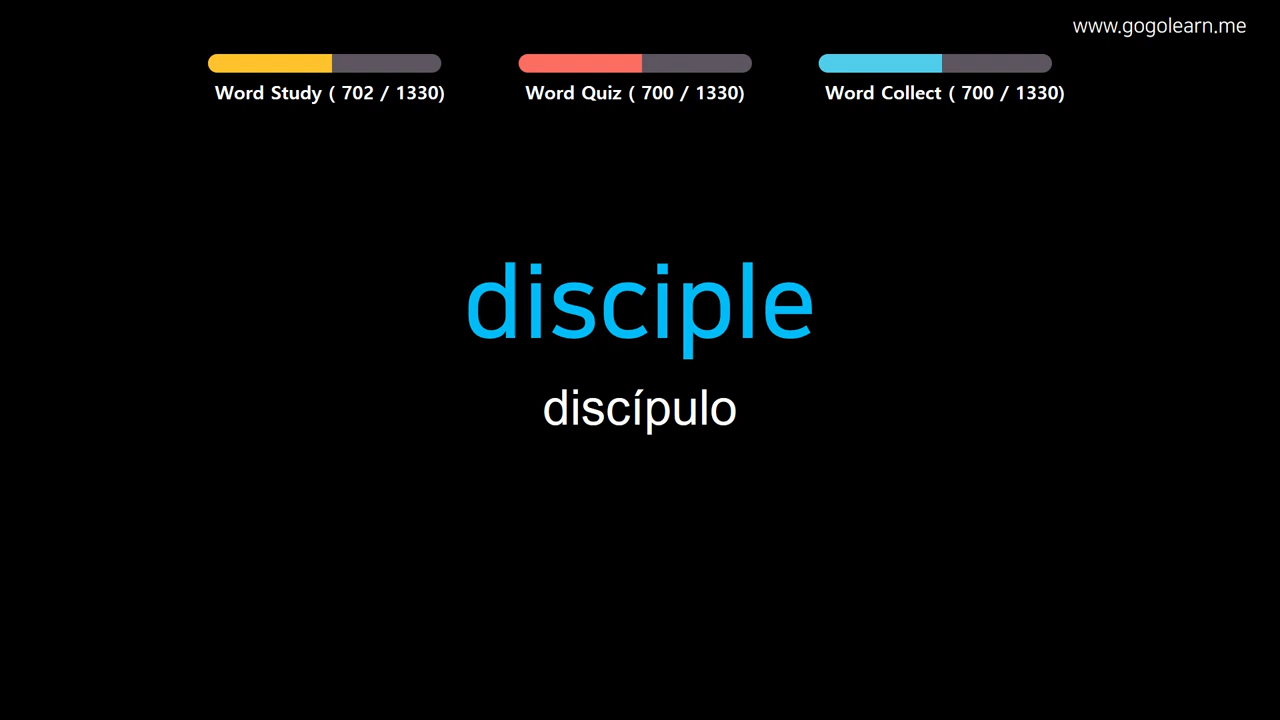 www.gogolearn.me
Word Study ( 702 / 1330)
Word Quiz ( 700 / 1330)
Word Collect ( 700 / 1330)
disciple
discípulo